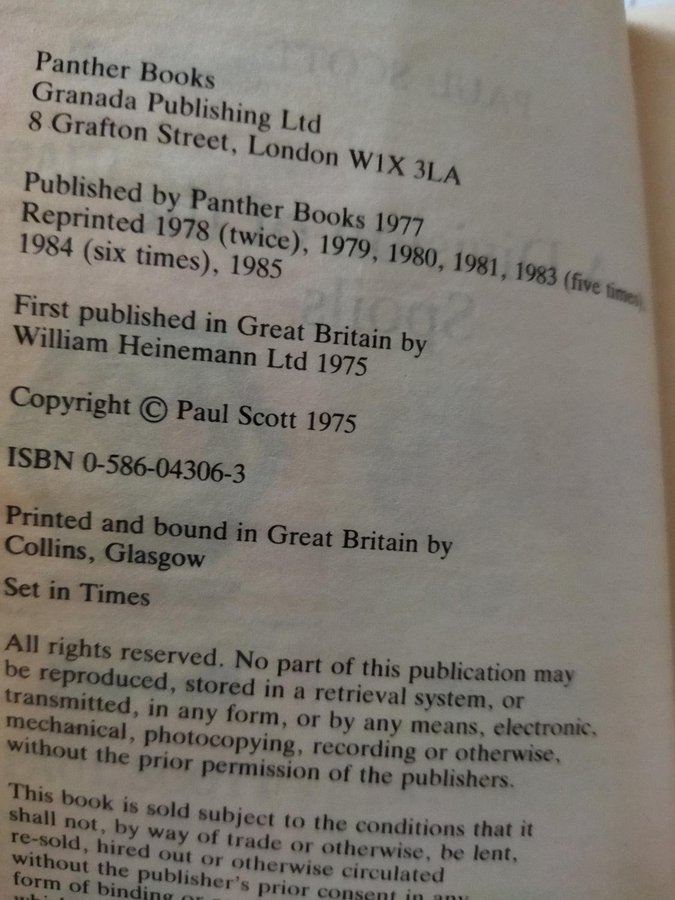 Panther Books
Granada Publishing Ltd
8 Grafton Street, London W1X 3LA
Published by Panther Books 1977
Reprinted 1978 (twice), 1979, 1980, 1981, 1983 (five times),
1984 (six times), 1985
First published in Great Britain by
William Heinemann Ltd 1975
Copyright © Paul Scott 1975
ISBN 0-586-04306-3
Printed and bound in Great Britain by
Collins, Glasgow
Set in Times
All rights reserved. No part of this publication may
be reproduced, stored in a retrieval system, or
transmitted, in any form, or by any means, electronic,
mechanical, photocopying, recording or otherwise,
without the prior permission of the publishers.
This book is sold subject to the conditions that it
shall not, by way of trade or otherwise, be lent,
re-sold, hired out or otherwise circulated
without the publisher's prior consent in any
form of binding or